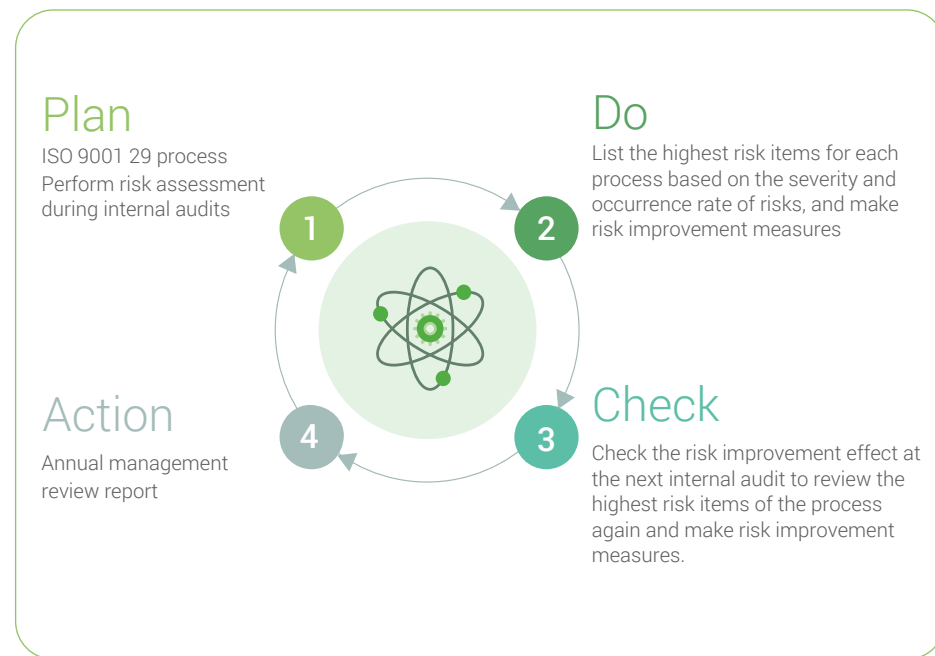 Plan
ISO 9001 29 process
Perform risk assessment
during internal audits
1
Do
List the highest risk items for each
process based on the severity and
occurrence rate of risks, and make
risk improvement measures
2
Check
Check the risk improvement effect at
the next internal audit to review the
highest risk items of the process
again and make risk improvement
measures.
3
Action
Annual management
review report
4